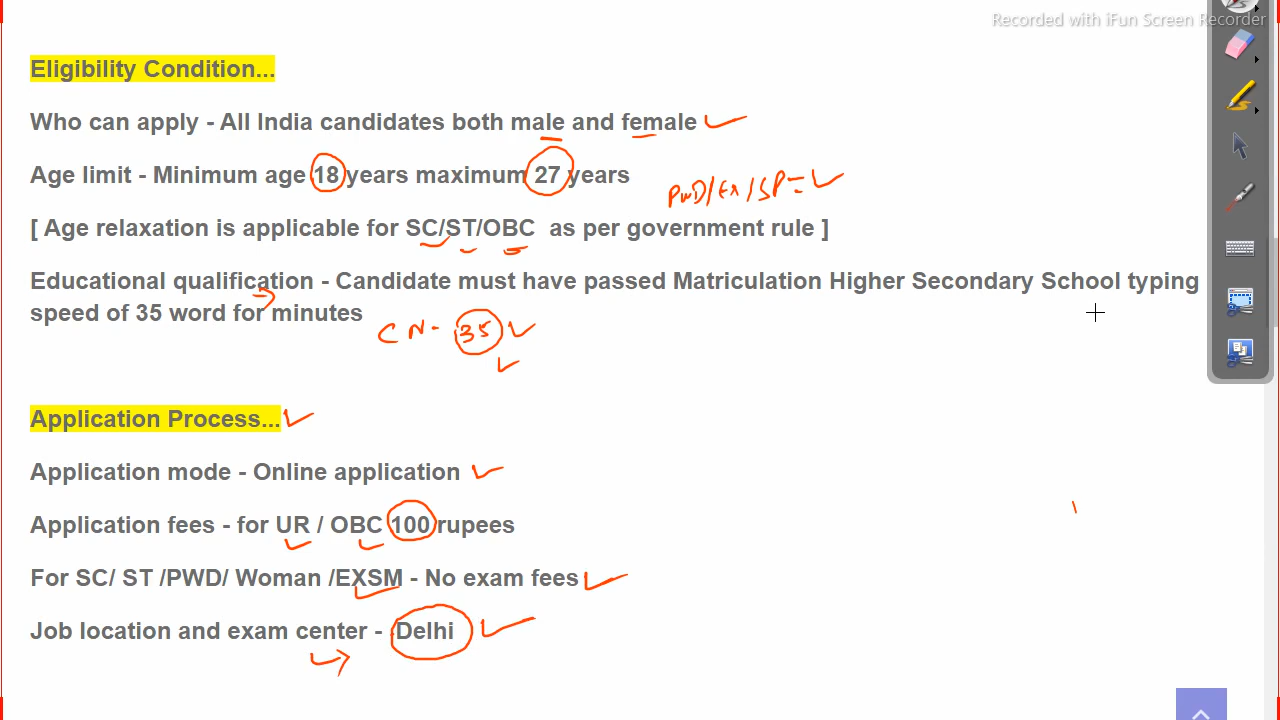 Recorded with iFun Screen Recorder
Eligibility Condition...
Who can apply - All India candidates both male and female
Age limit - Minimum age 18 years maximum 27 years
PWD/EX/SP=
[ Age relaxation is applicable for SC/ST/OBC as per government rule ]
Educational qualification - Candidate must have passed Matriculation Higher Secondary School typing
speed of 35 word for minutes
CN- 35
Application Process...
Application mode - Online application
Application fees - for UR / OBC 100 rupees
For SC/ ST /PWD/ Woman /EXSM - No exam fees
Job location and exam center - Delhi